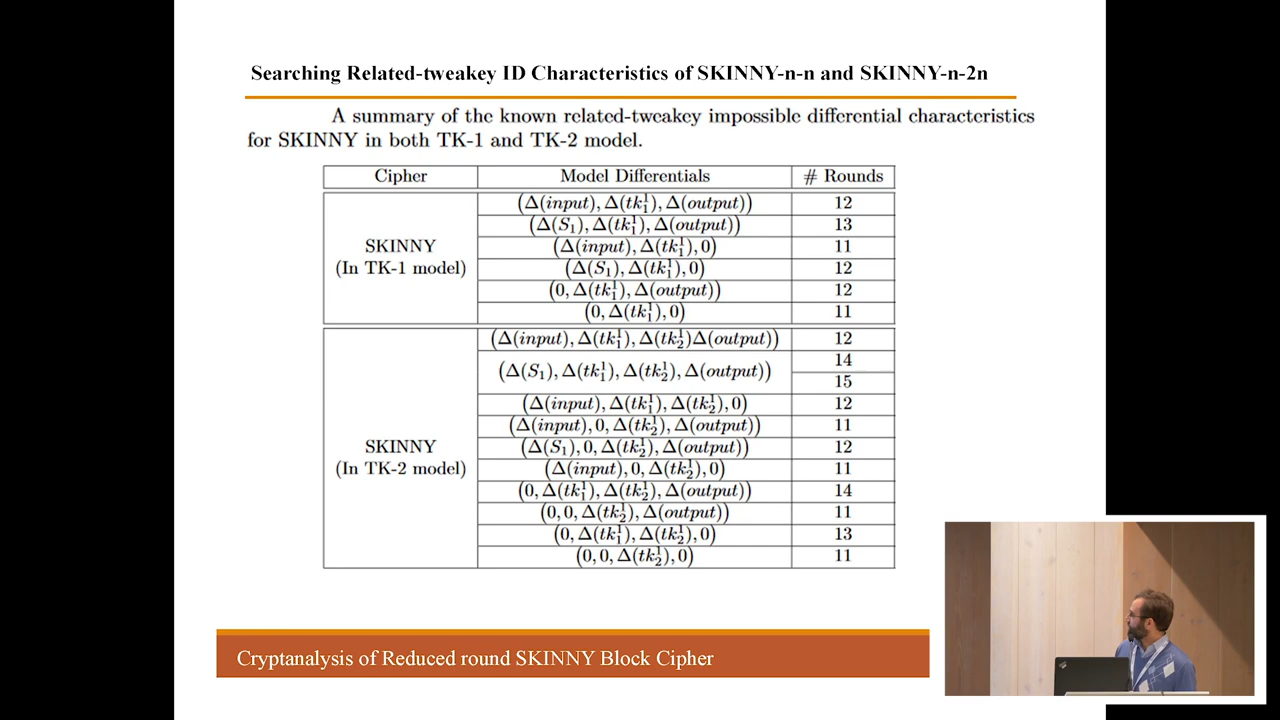 Searching Related-tweakey ID Characteristics of SKINNY-n-n and SKINNY-n-2n
A summary of the known related-tweakey impossible differential characteristics
for SKINNY in both TK-1 and TK-2 model.
Cipher Model Differentials # Rounds
SKINNY
(In TK-1 model)
(Δ(input), Δ(tk₁¹), Δ(output)) 12
(Δ(S₁), Δ(tk₁¹), Δ(output)) 13
(Δ(input), Δ(tk₁¹), 0) 11
(Δ(S₁), Δ(tk₁¹), 0) 12
(0, Δ(tk₁¹), Δ(output)) 12
(0, Δ(tk₁¹), 0) 11
SKINNY
(In TK-2 model)
(Δ(input), Δ(tk₁¹), Δ(tk₂¹)Δ(output)) 12
(Δ(S₁), Δ(tk₁¹), Δ(tk₂¹), Δ(output)) 14
15
(Δ(input), Δ(tk₁¹), Δ(tk₂¹), 0) 12
(Δ(input), 0, Δ(tk₂¹), Δ(output)) 11
(Δ(S₁), 0, Δ(tk₂¹), Δ(output)) 12
(Δ(input), 0, Δ(tk₂¹), 0) 11
(0, Δ(tk₁¹), Δ(tk₂¹), Δ(output)) 14
(0, 0, Δ(tk₂¹), Δ(output)) 11
(0, Δ(tk₁¹), Δ(tk₂¹), 0) 13
(0, 0, Δ(tk₂¹), 0) 11
Cryptanalysis of Reduced round SKINNY Block Cipher